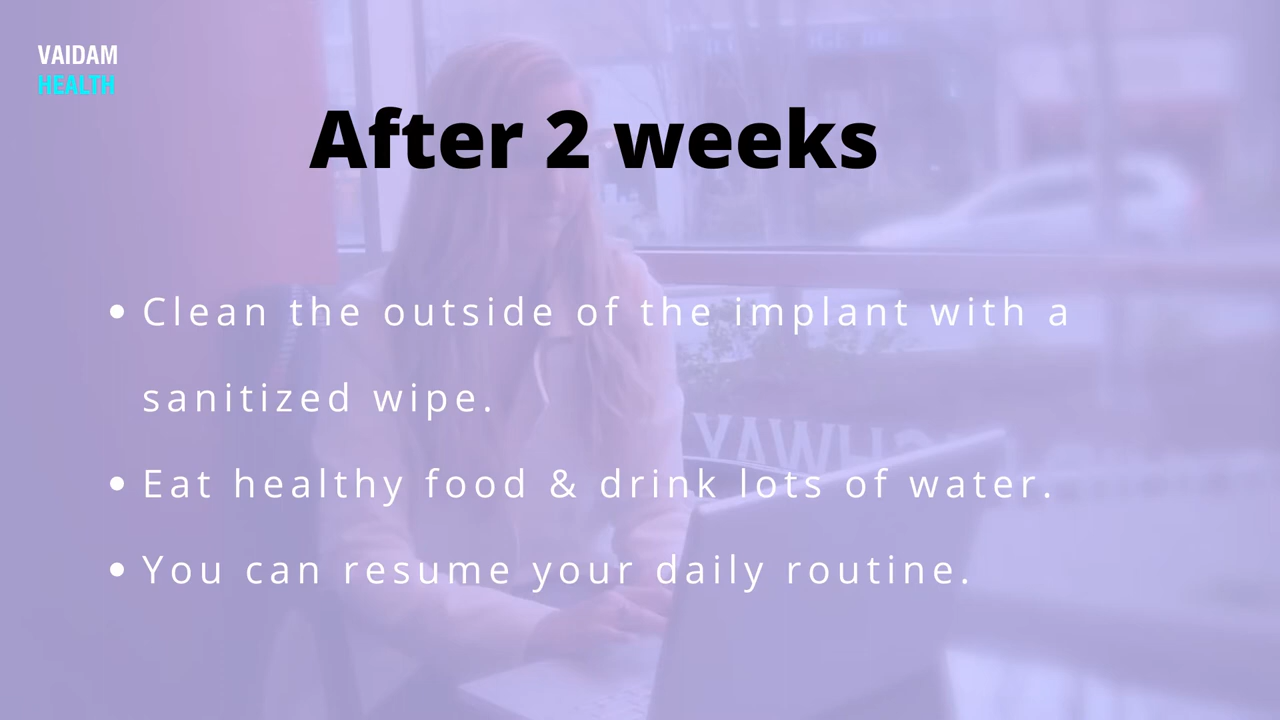 VAIDAM
HEALTH
After 2 weeks
• Clean the outside of the implant with a
sanitized wipe.
• Eat healthy food & drink lots of water.
• You can resume your daily routine.